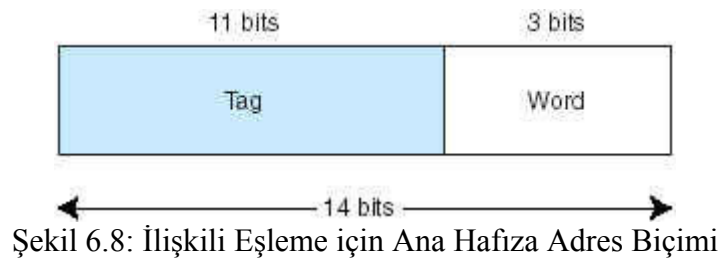 11 bits 3 bits
Tag Word
14 bits
Şekil 6.8: İlişkili Eşleme için Ana Hafıza Adres Biçimi